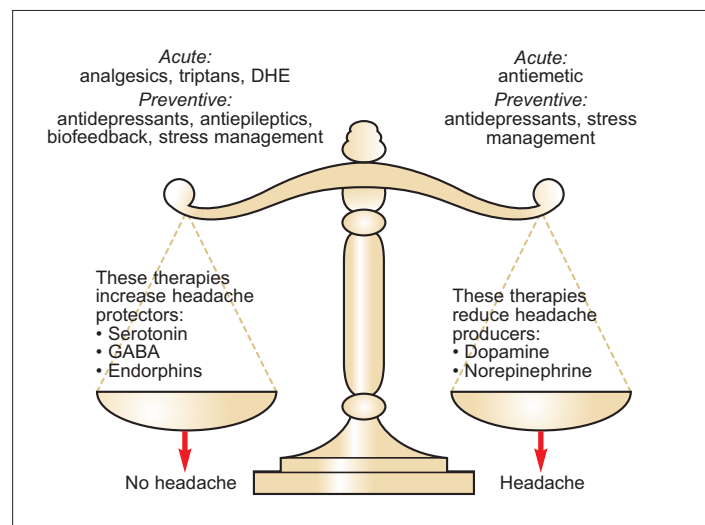 Acute:
analgesics, triptans, DHE
Preventive:
antidepressants, antiepileptics,
biofeedback, stress management
Acute:
antiemetic
Preventive:
antidepressants, stress
management
These therapies
increase headache
protectors:
• Serotonin
• GABA
• Endorphins
These therapies
reduce headache
producers:
• Dopamine
• Norepinephrine
No headache
Headache